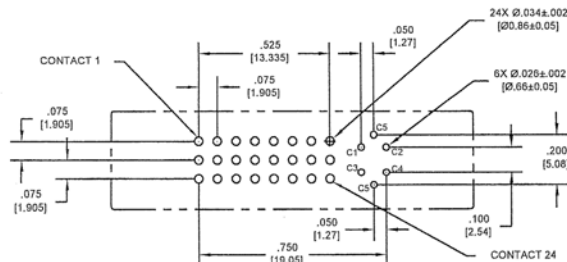 24X Ø.034±.002
[Ø0.86±0.05]
.050
[1.27]
.525
[13.335]
CONTACT 1
.075
[1.905]
6X Ø.026±.002
[Ø.66±0.05]
.075
[1.905]
C5
C1
C2
.200
[5.08]
C3
C4
C5
.075
[1.905]
.050
[1.27]
.100
[2.54]
.750
[19.05]
CONTACT 24